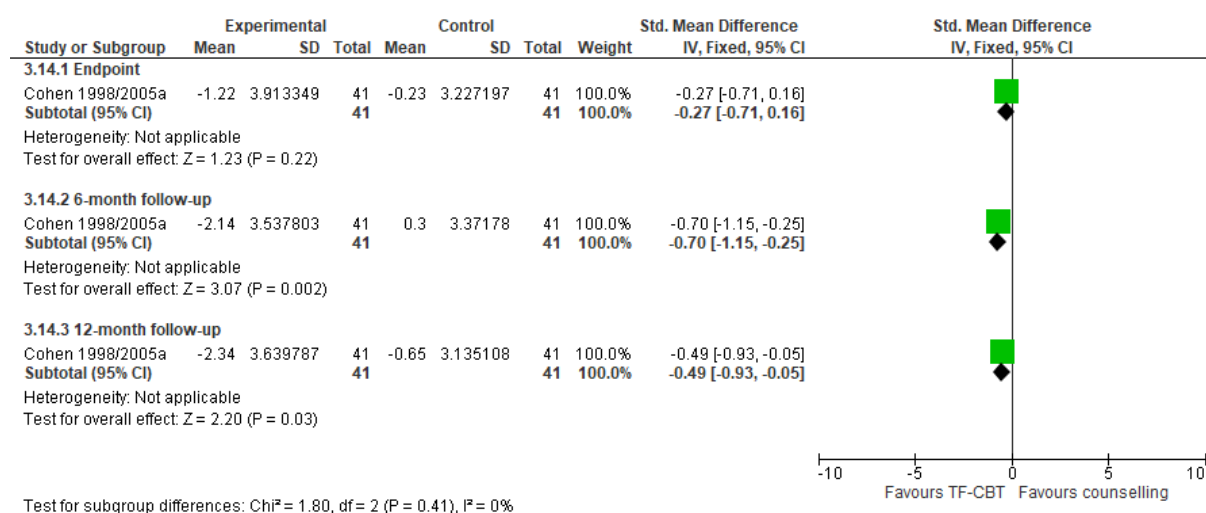 Experimental Control Std. Mean Difference Std. Mean Difference
Study or Subgroup Mean SD Total Mean SD Total Weight IV, Fixed, 95% CI IV, Fixed, 95% CI
3.14.1 Endpoint
Cohen 1998/2005a -1.22 3.913349 41 -0.23 3.227197 41 100.0% -0.27 [-0.71, 0.16]
Subtotal (95% CI) 41 41 100.0% -0.27 [-0.71, 0.16]
Heterogeneity: Not applicable
Test for overall effect: Z = 1.23 (P = 0.22)
3.14.2 6-month follow-up
Cohen 1998/2005a -2.14 3.537803 41 0.3 3.37178 41 100.0% -0.70 [-1.15, -0.25]
Subtotal (95% CI) 41 41 100.0% -0.70 [-1.15, -0.25]
Heterogeneity: Not applicable
Test for overall effect: Z = 3.07 (P = 0.002)
3.14.3 12-month follow-up
Cohen 1998/2005a -2.34 3.639787 41 -0.65 3.135108 41 100.0% -0.49 [-0.93, -0.05]
Subtotal (95% CI) 41 41 100.0% -0.49 [-0.93, -0.05]
Heterogeneity: Not applicable
Test for overall effect: Z = 2.20 (P = 0.03)
-10 -5 0 5 10
Favours TF-CBT Favours counselling
Test for subgroup differences: Chi² = 1.80, df = 2 (P = 0.41), I² = 0%